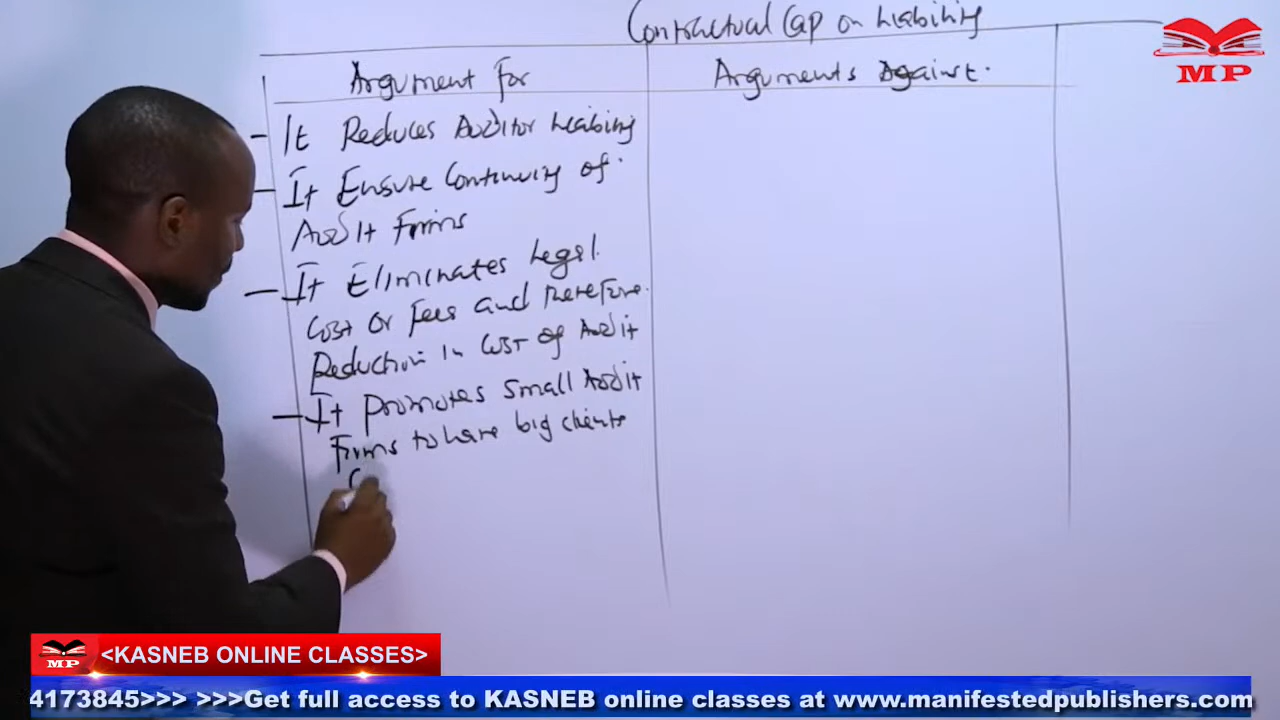 Contractual Cap on Liability
Argument for
Arguments Against.
- It Reduces Auditor Liability
- It Ensure Continuity of
Audit Firms
- It Eliminates Legal
Cost or Fees and therefore
Reduction in Cost of Audit
- It promotes Small Audit
Firms to have big clients
(
MP
MP
<KASNEB ONLINE CLASSES>
4173845>>> >>>Get full access to KASNEB online classes at www.manifestedpublishers.com